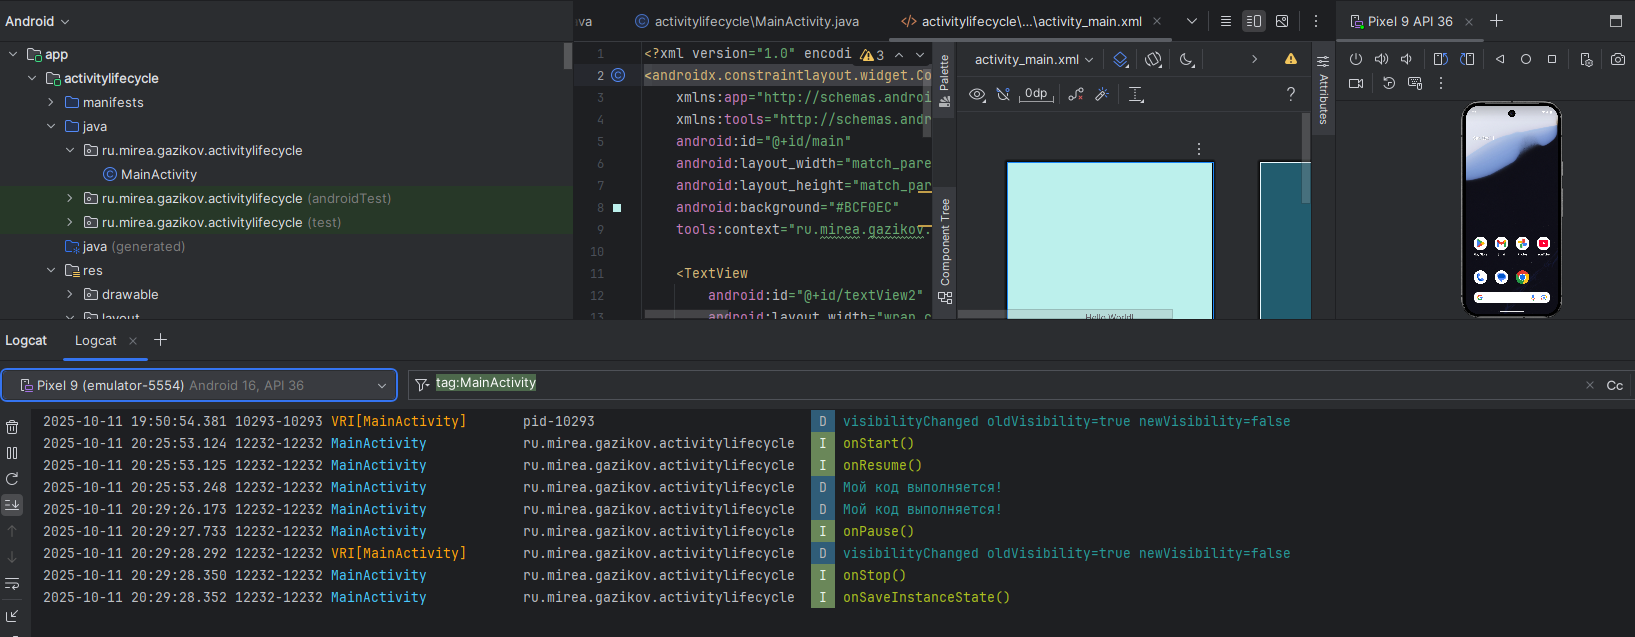 Android
app
activitylifecycle
manifests
java
ru.mirea.gazikov.activitylifecycle
MainActivity
ru.mirea.gazikov.activitylifecycle (androidTest)
ru.mirea.gazikov.activitylifecycle (test)
java (generated)
res
drawable
layout
va
activitylifecycle\MainActivity.java
activitylifecycle\...\activity_main.xml
1 <?xml version="1.0" encodi
3
2 <androidx.constraintlayout.widget.Co
3 xmlns:app="http://schemas.androi
4 xmlns:tools="http://schemas.andr
5 android:id="@+id/main"
6 android:layout_width="match_pare
7 android:layout_height="match_pa
8 android:background="#BCF0EC"
9 tools:context="ru.mirea.gazikov.
10
11 <TextView
12 android:id="@+id/textView2"
13 android:layout_width="wrap_c
Palette
Component Tree
activity_main.xml
0dp
?
Hello World!
Attributes
Pixel 9 API 36
Logcat
Logcat
Pixel 9 (emulator-5554) Android 16, API 36
tag:MainActivity
Cc
2025-10-11 19:50:54.381 10293-10293 VRI[MainActivity] pid-10293 D visibilityChanged oldVisibility=true newVisibility=false
2025-10-11 20:25:53.124 12232-12232 MainActivity ru.mirea.gazikov.activitylifecycle I onStart()
2025-10-11 20:25:53.125 12232-12232 MainActivity ru.mirea.gazikov.activitylifecycle I onResume()
2025-10-11 20:25:53.248 12232-12232 MainActivity ru.mirea.gazikov.activitylifecycle D Мой код выполняется!
2025-10-11 20:29:26.173 12232-12232 MainActivity ru.mirea.gazikov.activitylifecycle D Мой код выполняется!
2025-10-11 20:29:27.733 12232-12232 MainActivity ru.mirea.gazikov.activitylifecycle I onPause()
2025-10-11 20:29:28.292 12232-12232 VRI[MainActivity] ru.mirea.gazikov.activitylifecycle D visibilityChanged oldVisibility=true newVisibility=false
2025-10-11 20:29:28.350 12232-12232 MainActivity ru.mirea.gazikov.activitylifecycle I onStop()
2025-10-11 20:29:28.352 12232-12232 MainActivity ru.mirea.gazikov.activitylifecycle I onSaveInstanceState()